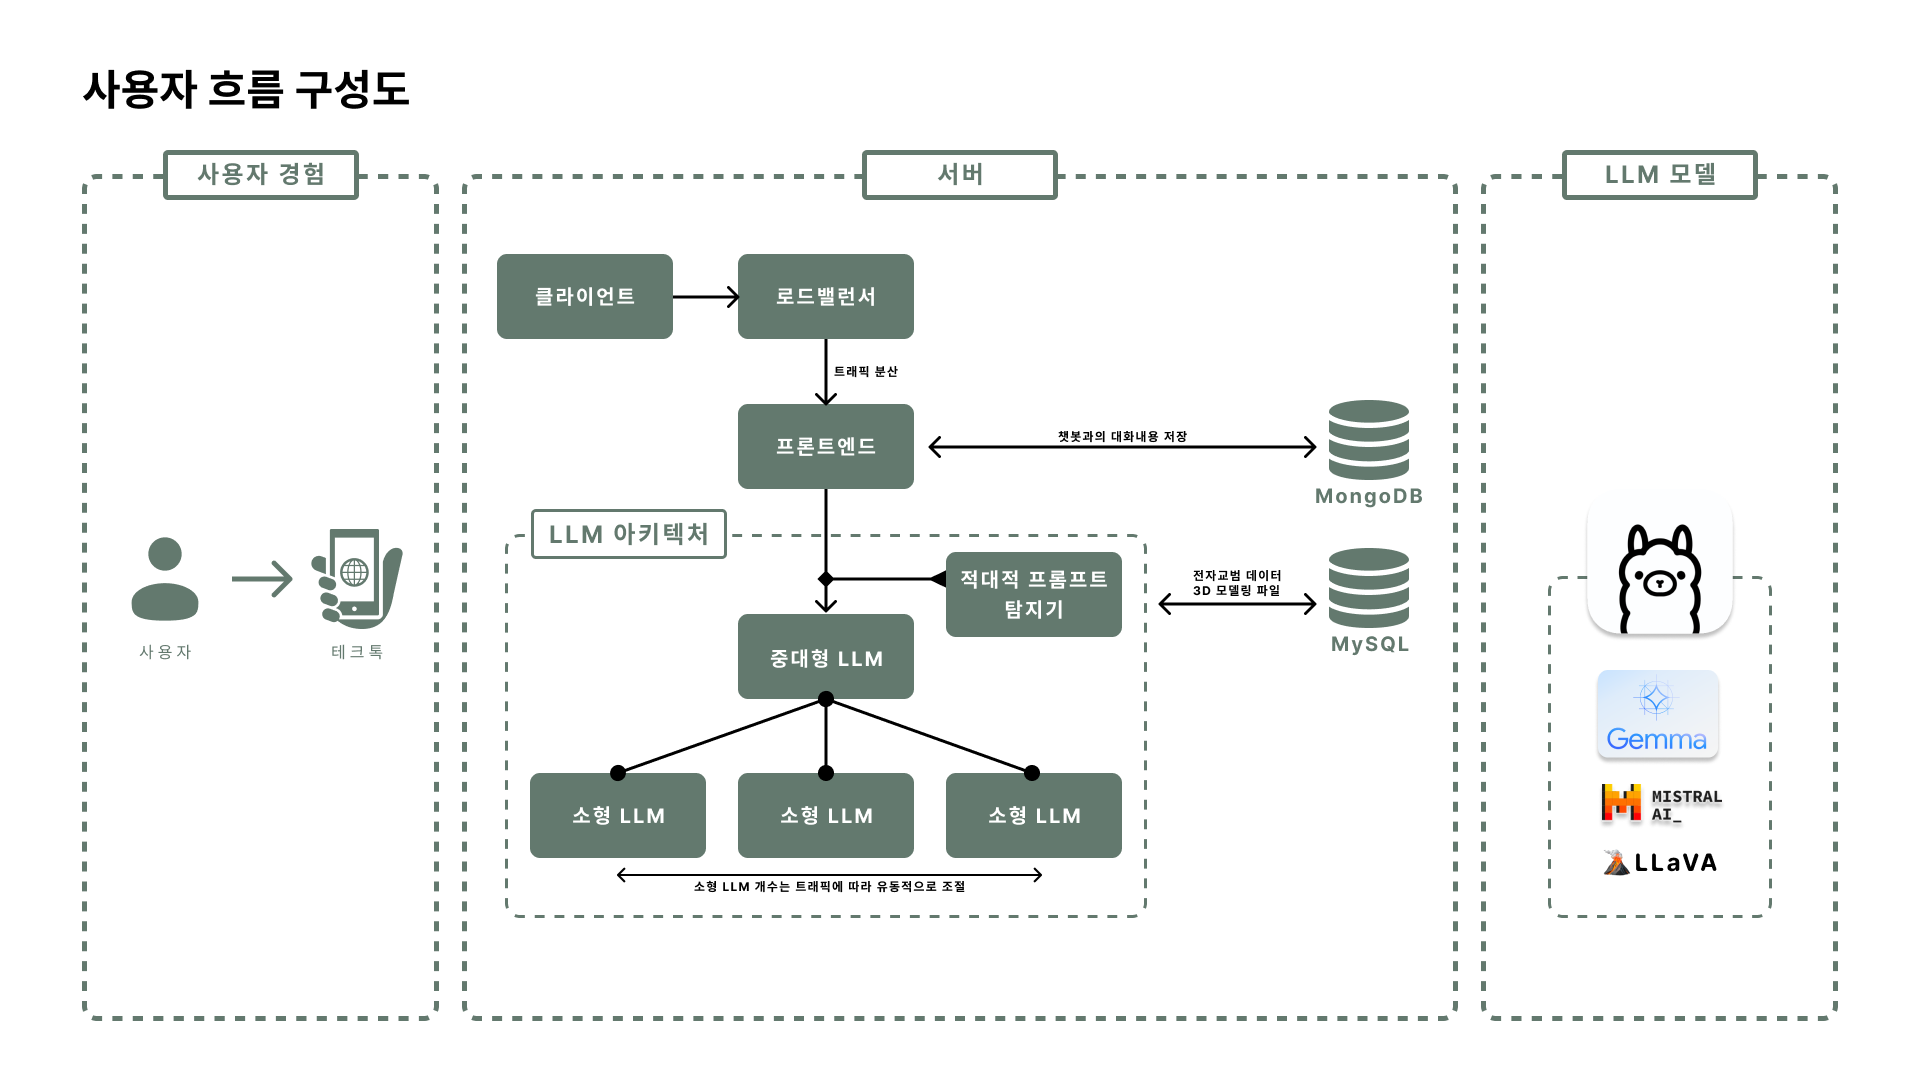 사용자 흐름 구성도
사용자 경험
사용자
테크톡
서버
클라이언트
로드밸런서
트래픽 분산
프론트엔드
챗봇과의 대화내용 저장
MongoDB
LLM 아키텍처
적대적 프롬프트
탐지기
전자교범 데이터
3D 모델링 파일
MySQL
중대형 LLM
소형 LLM
소형 LLM
소형 LLM
소형 LLM 개수는 트래픽에 따라 유동적으로 조절
LLM 모델
Gemma
MISTRAL
AI_
LLaVA